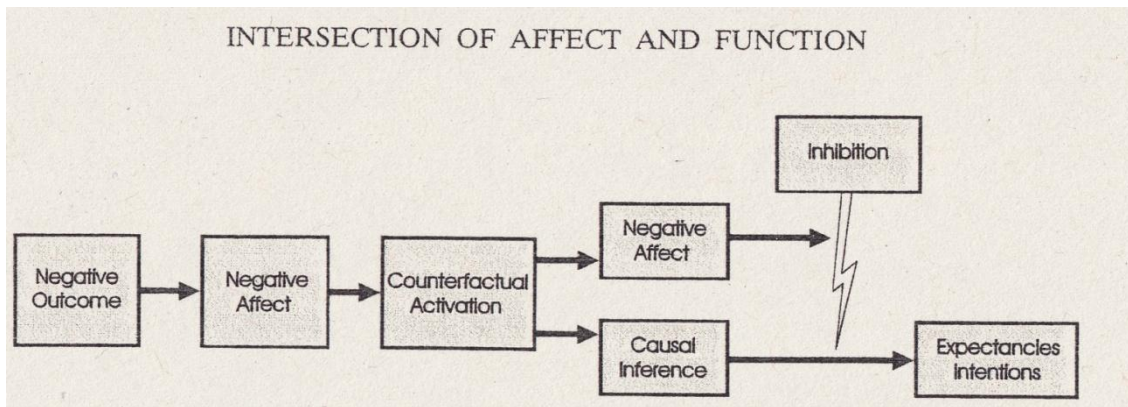 INTERSECTION OF AFFECT AND FUNCTION
Inhibition
Negative
Affect
Negative
Outcome
Negative
Affect
Counterfactual
Activation
Causal
Inference
Expectancies
Intentions